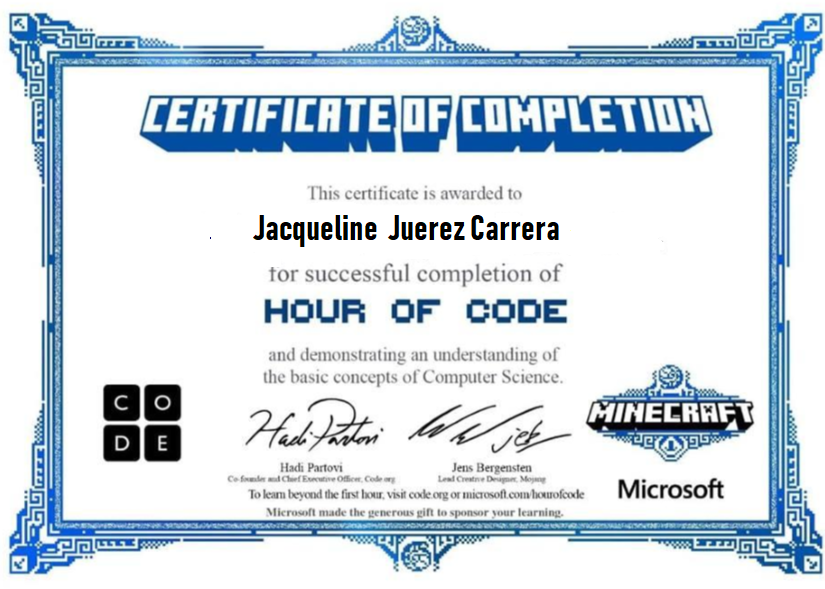 CERTIFICATE OF COMPLETION
This certificate is awarded to
Jacqueline Juerez Carrera
for successful completion of
HOUR OF CODE
and demonstrating an understanding of
the basic concepts of Computer Science.
C O
D E
Hadi Partovi
Hadi Partovi
Co-founder and Chief Executive Officer, Code.org
Jens Bergensten
Lead Creative Designer, Mojang
MINECRAFT
Microsoft
To learn beyond the first hour, visit code.org or microsoft.com/hourofcode
Microsoft made the generous gift to sponsor your learning.